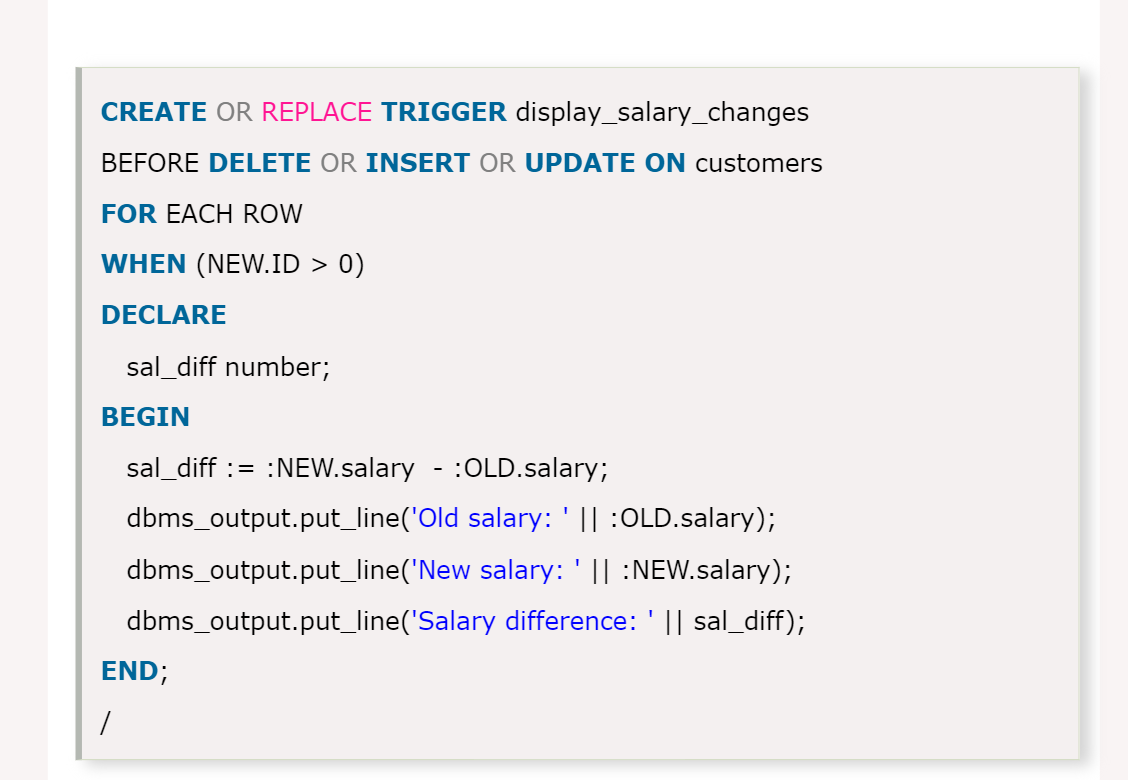 CREATE OR REPLACE TRIGGER display_salary_changes
BEFORE DELETE OR INSERT OR UPDATE ON customers
FOR EACH ROW
WHEN (NEW.ID > 0)
DECLARE
   sal_diff number;
BEGIN
   sal_diff := :NEW.salary  - :OLD.salary;
   dbms_output.put_line('Old salary: ' || :OLD.salary);
   dbms_output.put_line('New salary: ' || :NEW.salary);
   dbms_output.put_line('Salary difference: ' || sal_diff);
END;
/